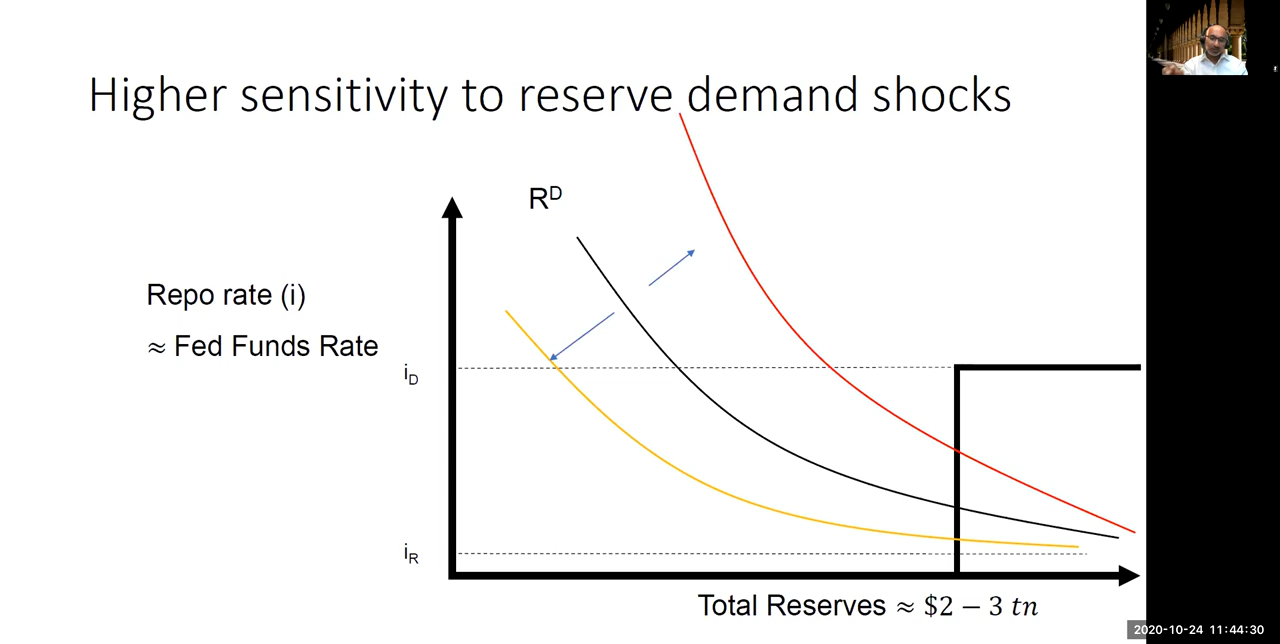 Higher sensitivity to reserve demand shocks
R^D
Repo rate (i)
≈ Fed Funds Rate
i_D
i_R
Total Reserves ≈ $2 − 3 tn
2020-10-24 11:44:30